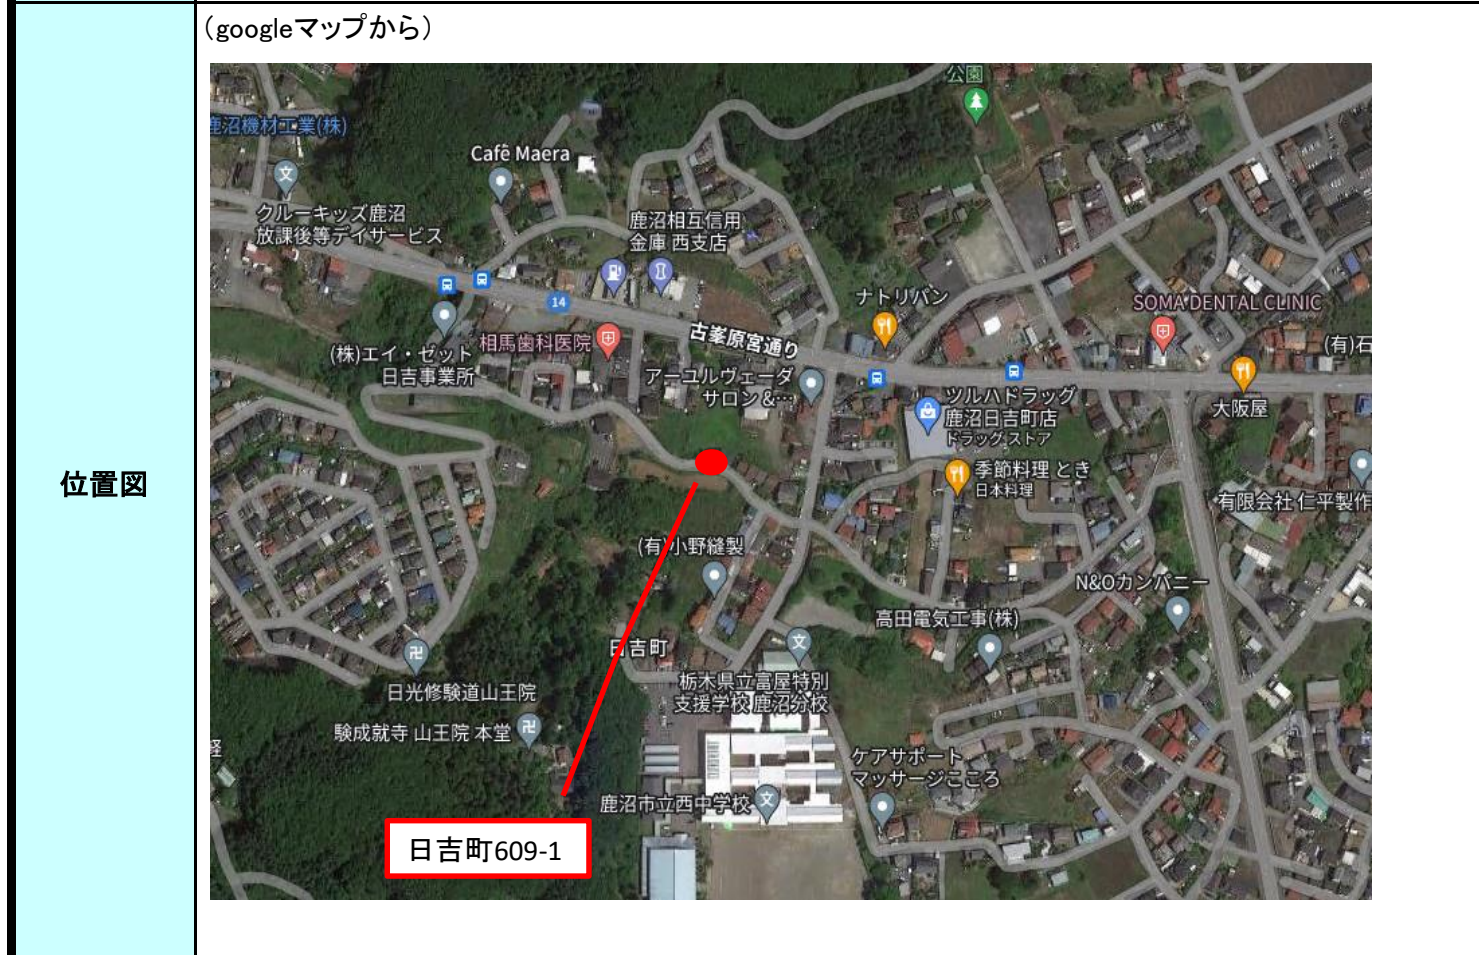 (googleマップから)
位置図
公園
鹿沼機材工業(株)
Café Maera
クルーキッズ鹿沼
放課後等デイサービス
鹿沼相互信用
金庫 西支店
14
ナトリパン
SOMA DENTAL CLINIC
古峯原宮通り
相馬歯科医院
(株)エイ・ゼット
日吉事業所
アーユルヴェーダ
サロン&…
(有)石
ツルハドラッグ
鹿沼日吉町店
ドラッグストア
大阪屋
季節料理 とき
日本料理
有限会社 仁平製作
(有)小野縫製
N&Oカンパニー
高田電気工事(株)
日吉町
栃木県立富屋特別
支援学校 鹿沼分校
日光修験道山王院
験成就寺 山王院 本堂
ケアサポート
マッサージこころ
鹿沼市立西中学校
日吉町609-1